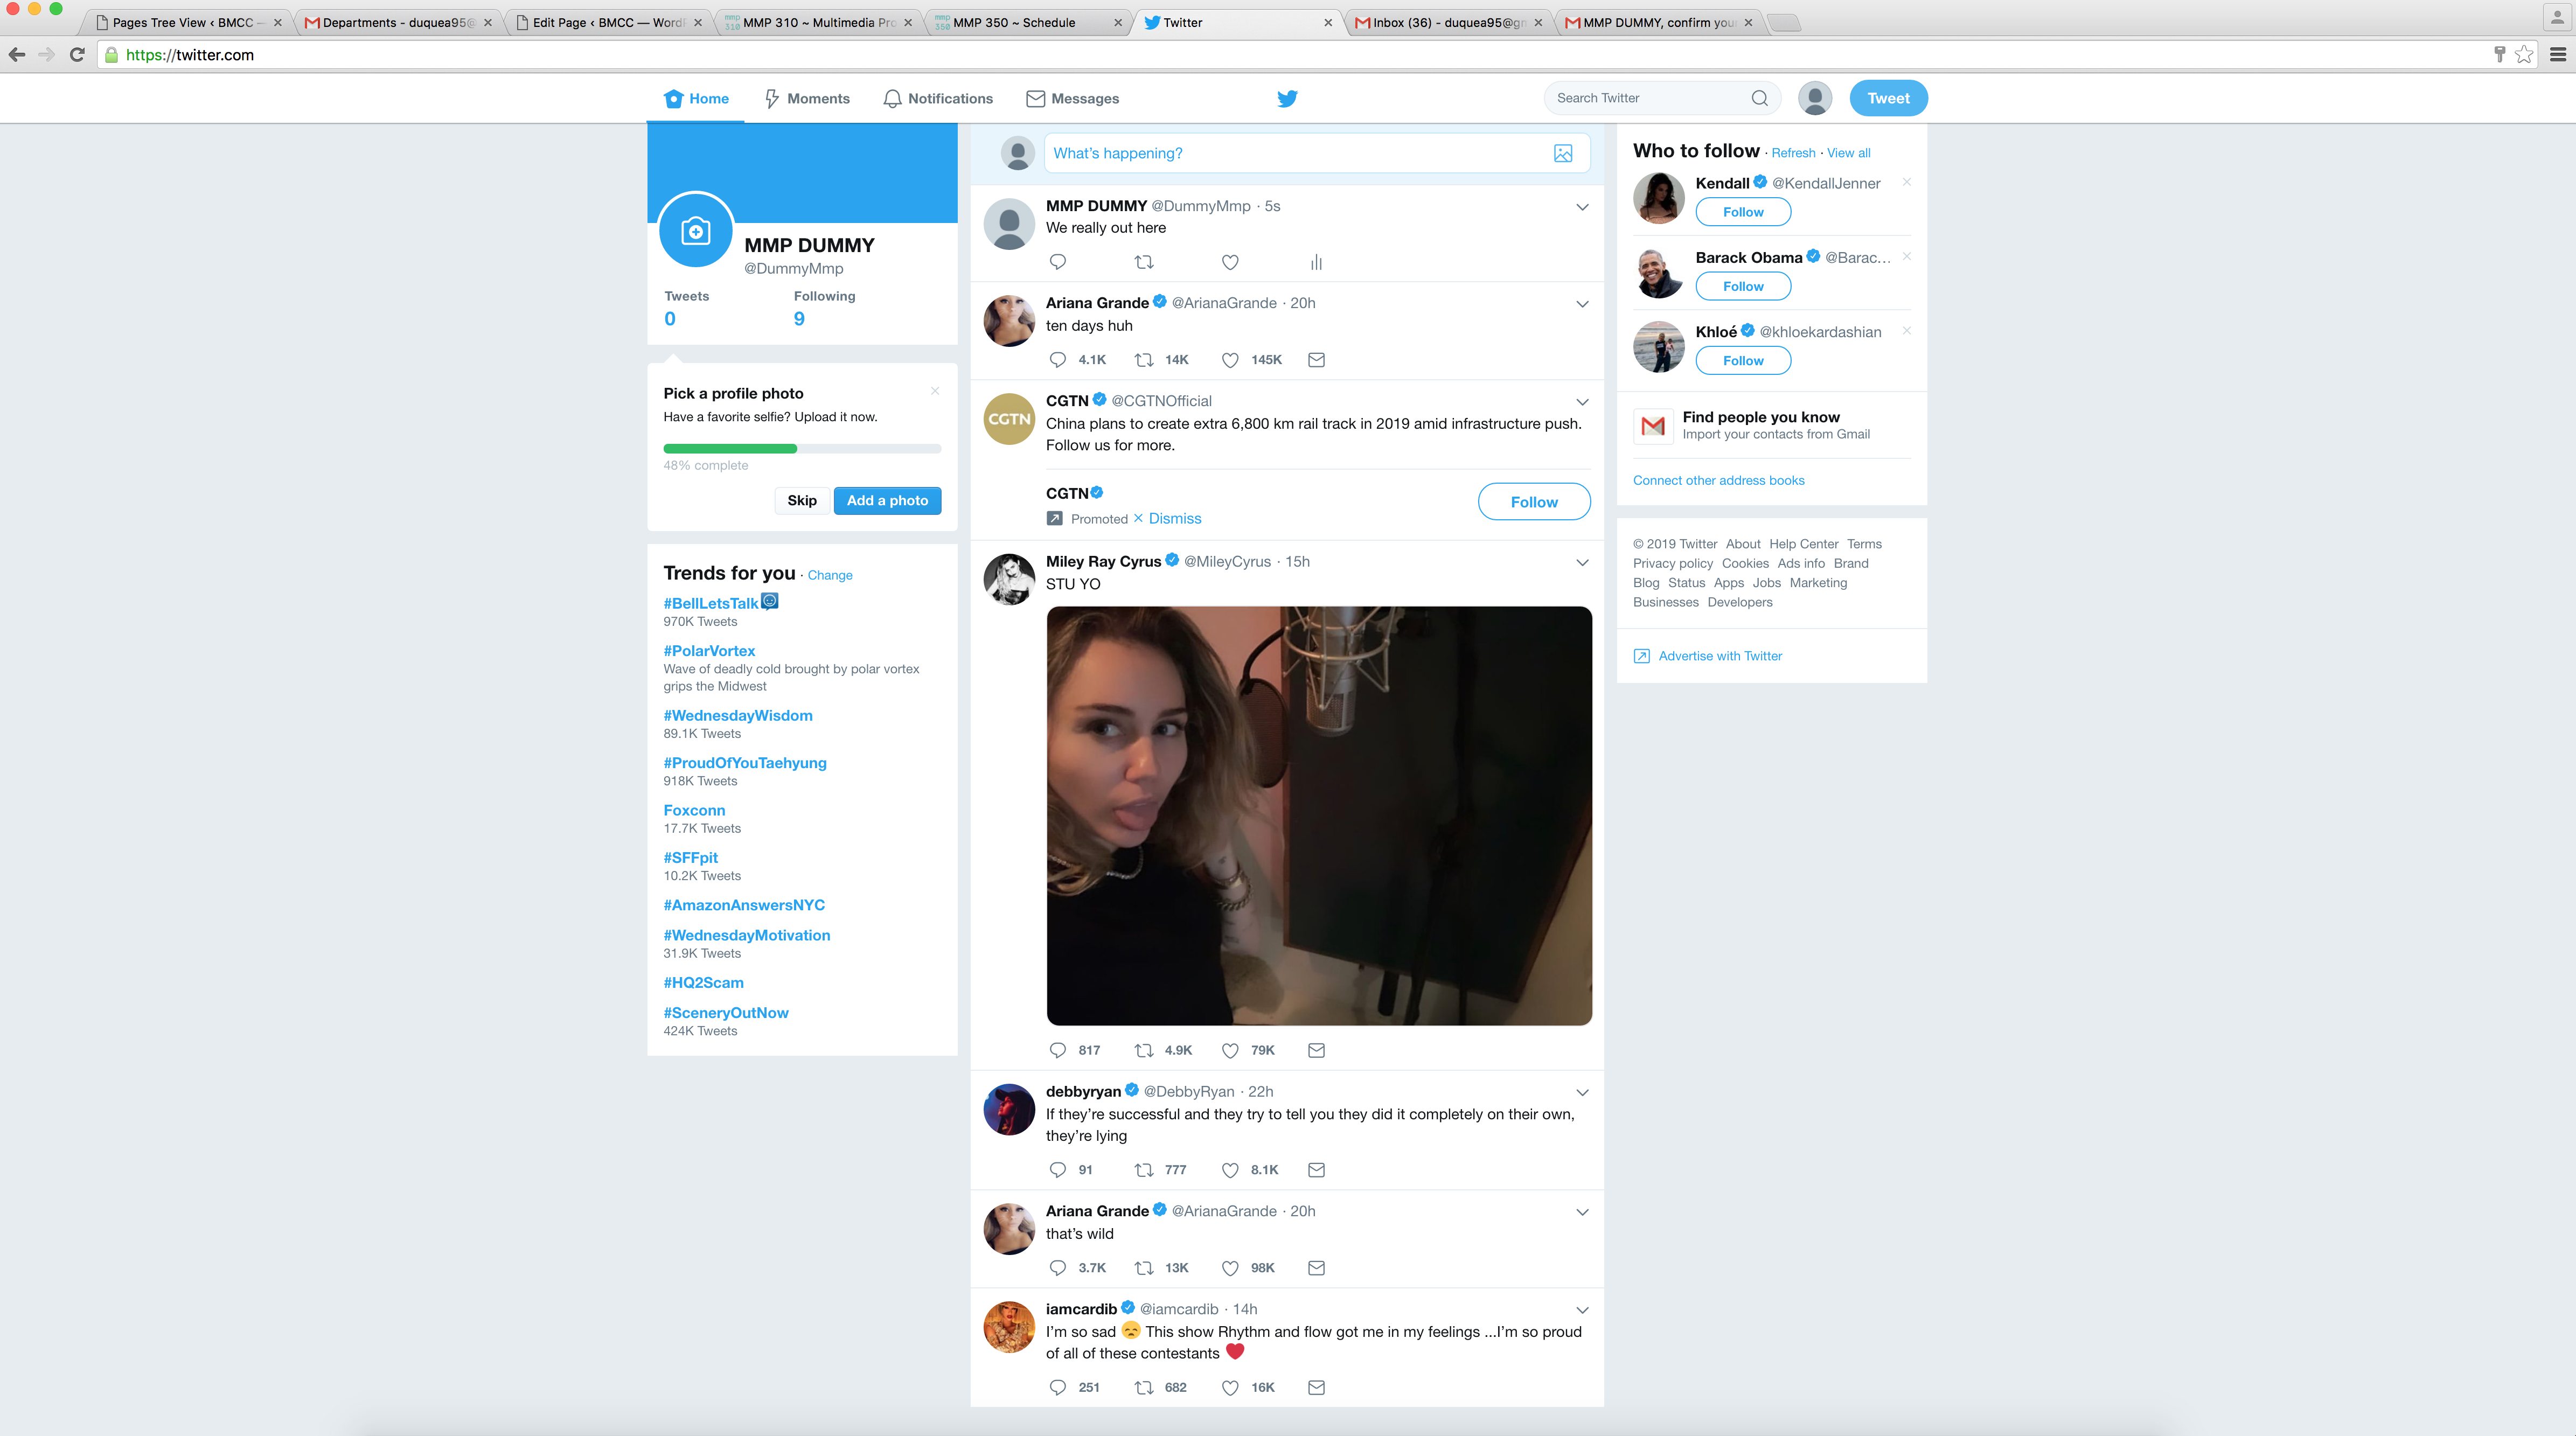 Pages Tree View ‹ BMCC —
Departments - duquea95@
Edit Page ‹ BMCC — Word
mmp 310 MMP 310 ~ Multimedia Pro
mmp 350 MMP 350 ~ Schedule
Twitter
Inbox (36) - duquea95@g
MMP DUMMY, confirm you
https://twitter.com
Home
Moments
Notifications
Messages
Search Twitter
Tweet
MMP DUMMY
@DummyMmp
Tweets Following
0 9
Pick a profile photo
Have a favorite selfie? Upload it now.
48% complete
Skip Add a photo
Trends for you · Change
#BellLetsTalk
970K Tweets
#PolarVortex
Wave of deadly cold brought by polar vortex
grips the Midwest
#WednesdayWisdom
89.1K Tweets
#ProudOfYouTaehyung
918K Tweets
Foxconn
17.7K Tweets
#SFFpit
10.2K Tweets
#AmazonAnswersNYC
#WednesdayMotivation
31.9K Tweets
#HQ2Scam
#SceneryOutNow
424K Tweets
What's happening?
MMP DUMMY @DummyMmp · 5s
We really out here
Ariana Grande @ArianaGrande · 20h
ten days huh
4.1K 14K 145K
CGTN
CGTN @CGTNOfficial
China plans to create extra 6,800 km rail track in 2019 amid infrastructure push.
Follow us for more.
CGTN
Promoted × Dismiss
Follow
Miley Ray Cyrus @MileyCyrus · 15h
STU YO
817 4.9K 79K
debbyryan @DebbyRyan · 22h
If they're successful and they try to tell you they did it completely on their own,
they're lying
91 777 8.1K
Ariana Grande @ArianaGrande · 20h
that's wild
3.7K 13K 98K
iamcardib @iamcardib · 14h
I'm so sad 😞 This show Rhythm and flow got me in my feelings ...I'm so proud
of all of these contestants ❤️
251 682 16K
Who to follow · Refresh · View all
Kendall @KendallJenner
Follow
Barack Obama @Barac...
Follow
Khloé @khloekardashian
Follow
Find people you know
Import your contacts from Gmail
Connect other address books
© 2019 Twitter About Help Center Terms
Privacy policy Cookies Ads info Brand
Blog Status Apps Jobs Marketing
Businesses Developers
Advertise with Twitter